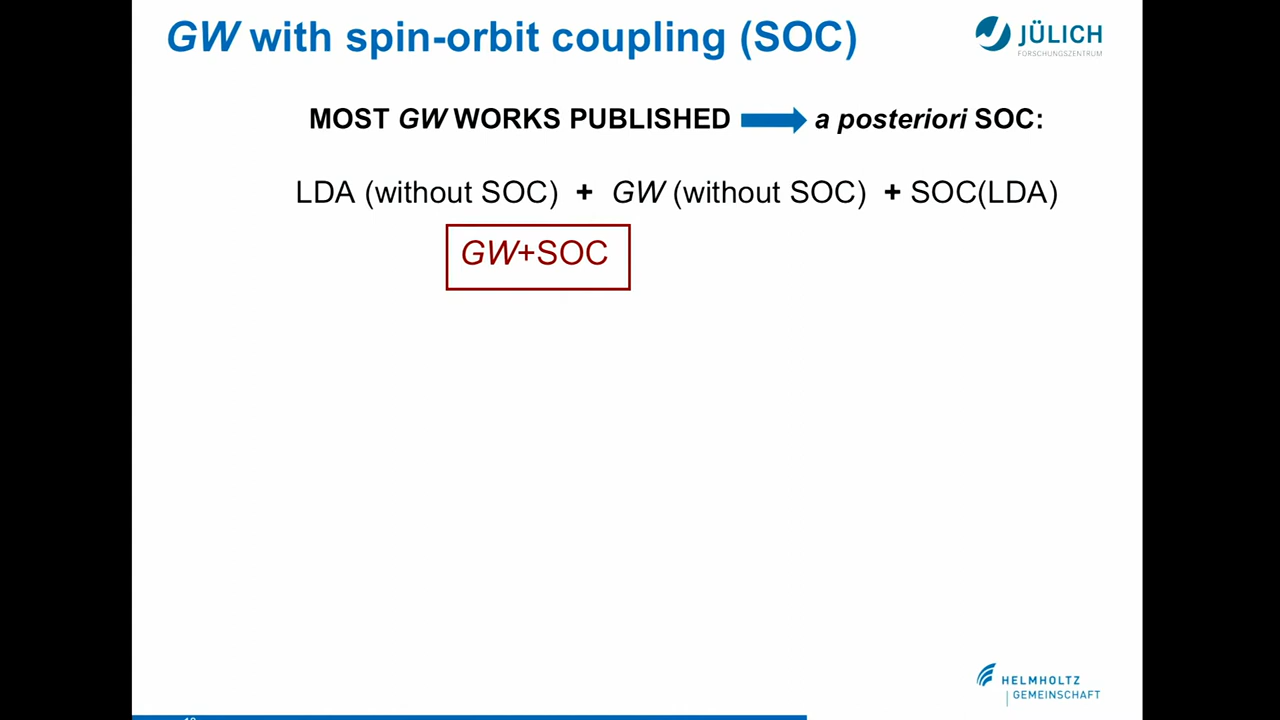 GW with spin-orbit coupling (SOC)
JÜLICH
FORSCHUNGSZENTRUM
MOST GW WORKS PUBLISHED a posteriori SOC:
LDA (without SOC) + GW (without SOC) + SOC(LDA)
GW+SOC
HELMHOLTZ
GEMEINSCHAFT